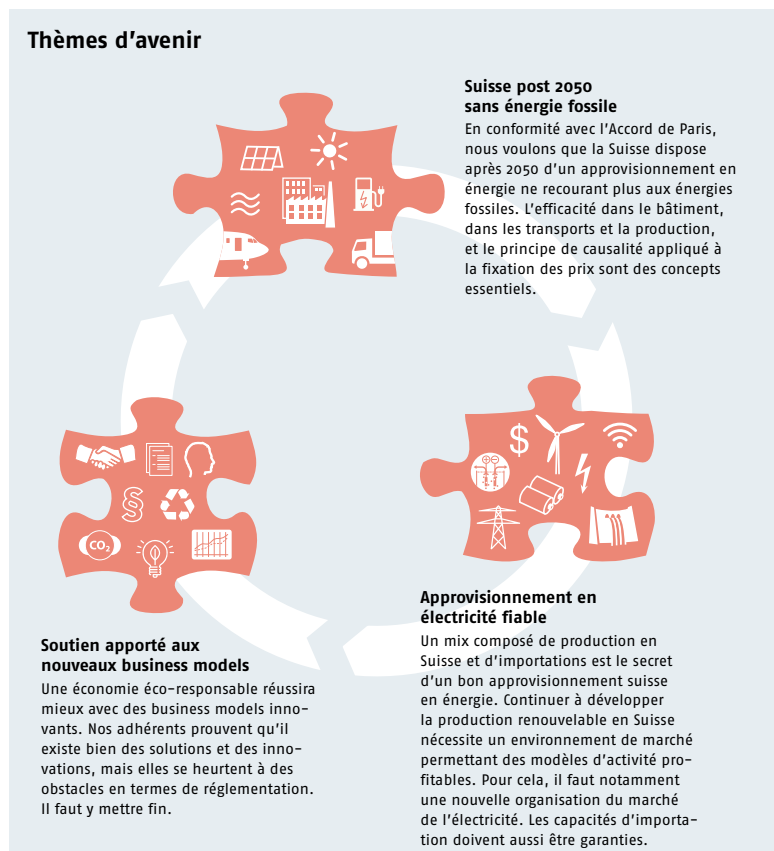 Thèmes d’avenir
Suisse post 2050
sans énergie fossile
En conformité avec l’Accord de Paris,
nous voulons que la Suisse dispose
après 2050 d’un approvisionnement en
énergie ne recourant plus aux énergies
fossiles. L’efficacité dans le bâtiment,
dans les transports et la production,
et le principe de causalité appliqué à
la fixation des prix sont des concepts
essentiels.
$
§
CO₂
Approvisionnement en
électricité fiable
Un mix composé de production en
Suisse et d’importations est le secret
d’un bon approvisionnement suisse
en énergie. Continuer à développer
la production renouvelable en Suisse
nécessite un environnement de marché
permettant des modèles d’activité pro-
fitables. Pour cela, il faut notamment
une nouvelle organisation du marché
de l’électricité. Les capacités d’importa-
tion doivent aussi être garanties.
Soutien apporté aux
nouveaux business models
Une économie éco-responsable réussira
mieux avec des business models inno-
vants. Nos adhérents prouvent qu’il
existe bien des solutions et des inno-
vations, mais elles se heurtent à des
obstacles en termes de réglementation.
Il faut y mettre fin.